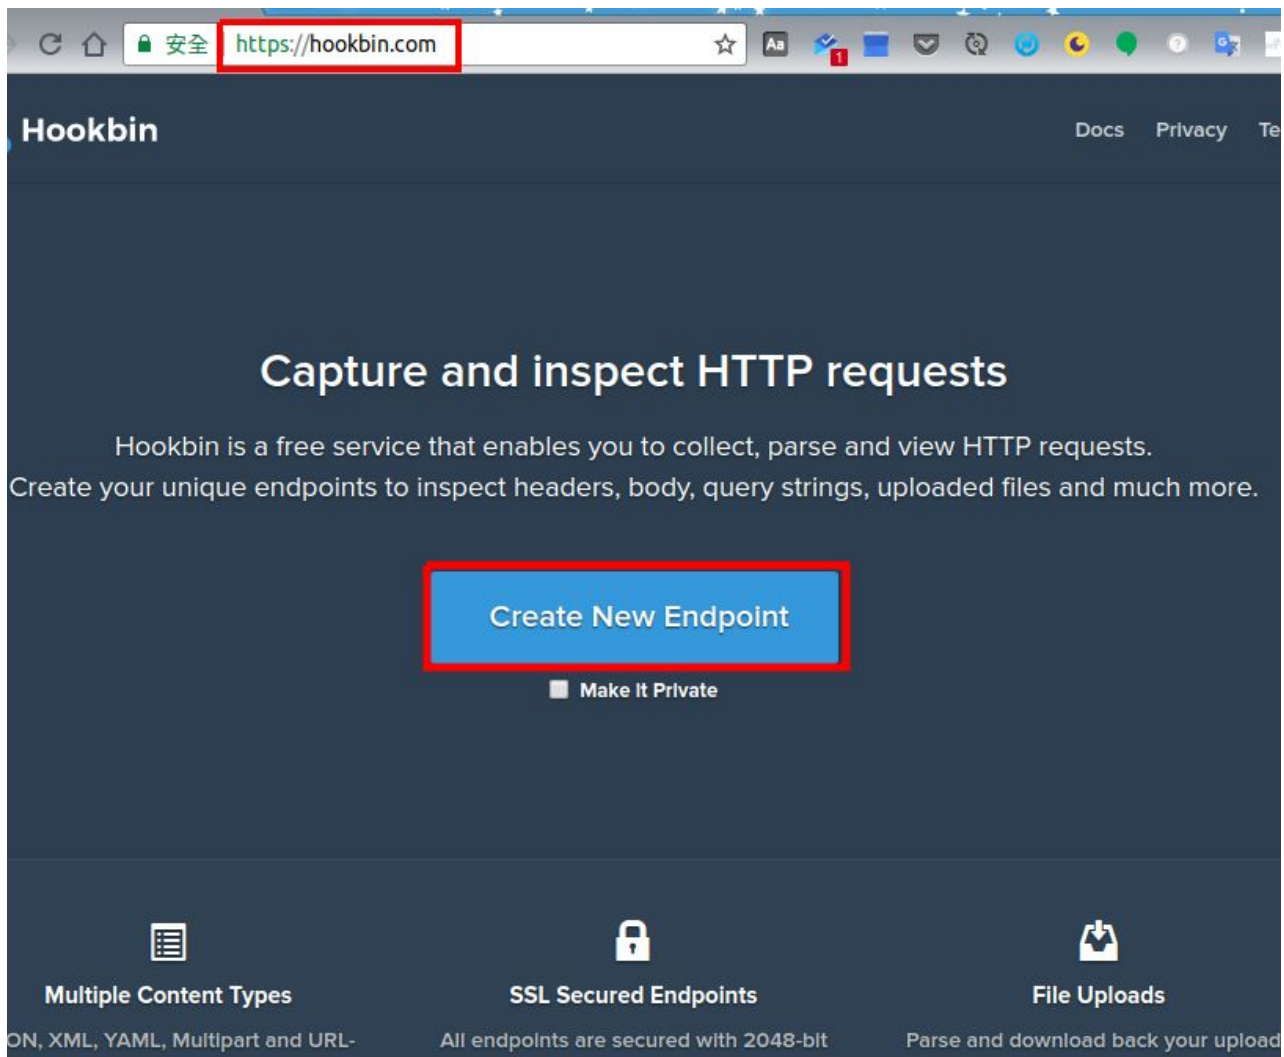 安全 https://hookbin.com
Aa
1
Hookbin
Docs Privacy Te
Capture and inspect HTTP requests
Hookbin is a free service that enables you to collect, parse and view HTTP requests.
Create your unique endpoints to inspect headers, body, query strings, uploaded files and much more.
Create New Endpoint
Make It Private
Multiple Content Types SSL Secured Endpoints File Uploads
ON, XML, YAML, Multipart and URL- All endpoints are secured with 2048-bit Parse and download back your upload